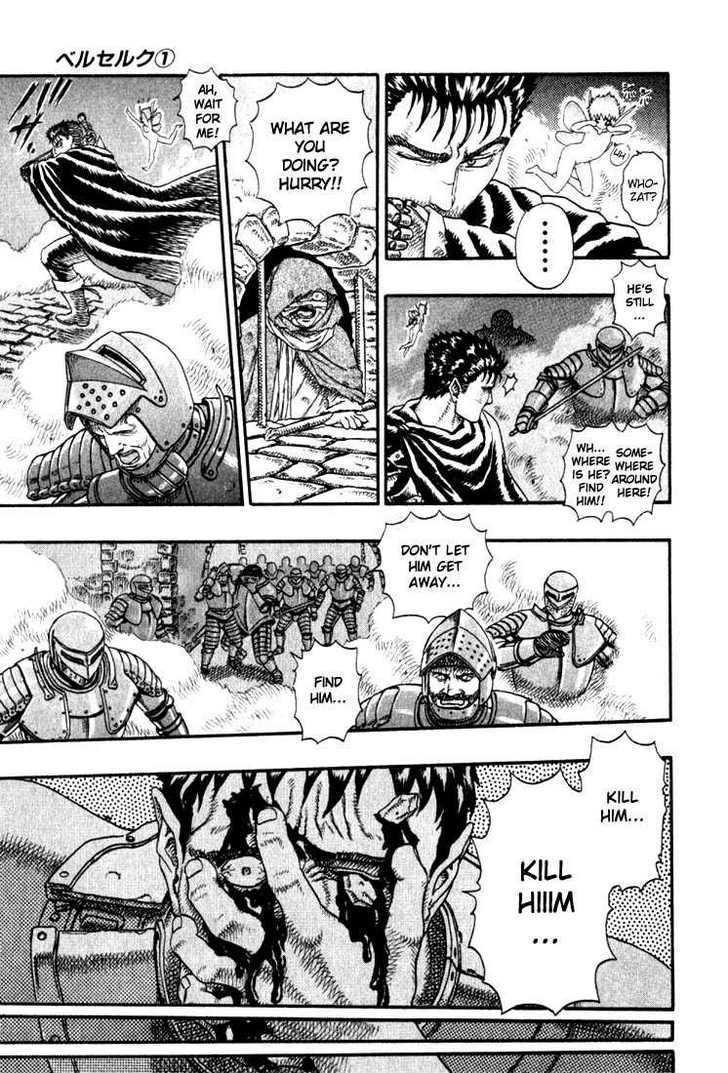 ベルセルク①
UH
WHO-
ZAT?
......
WHAT ARE
YOU
DOING?
HURRY!!
AH,
WAIT
FOR
ME!
HE'S
STILL
...
SOME-
WHERE
AROUND
HERE!
WH...
WHERE
IS HE?
FIND
HIM!!
DON'T LET
HIM GET
AWAY...
FIND
HIM...
KILL
HIM...
KILL
HIIIM
...